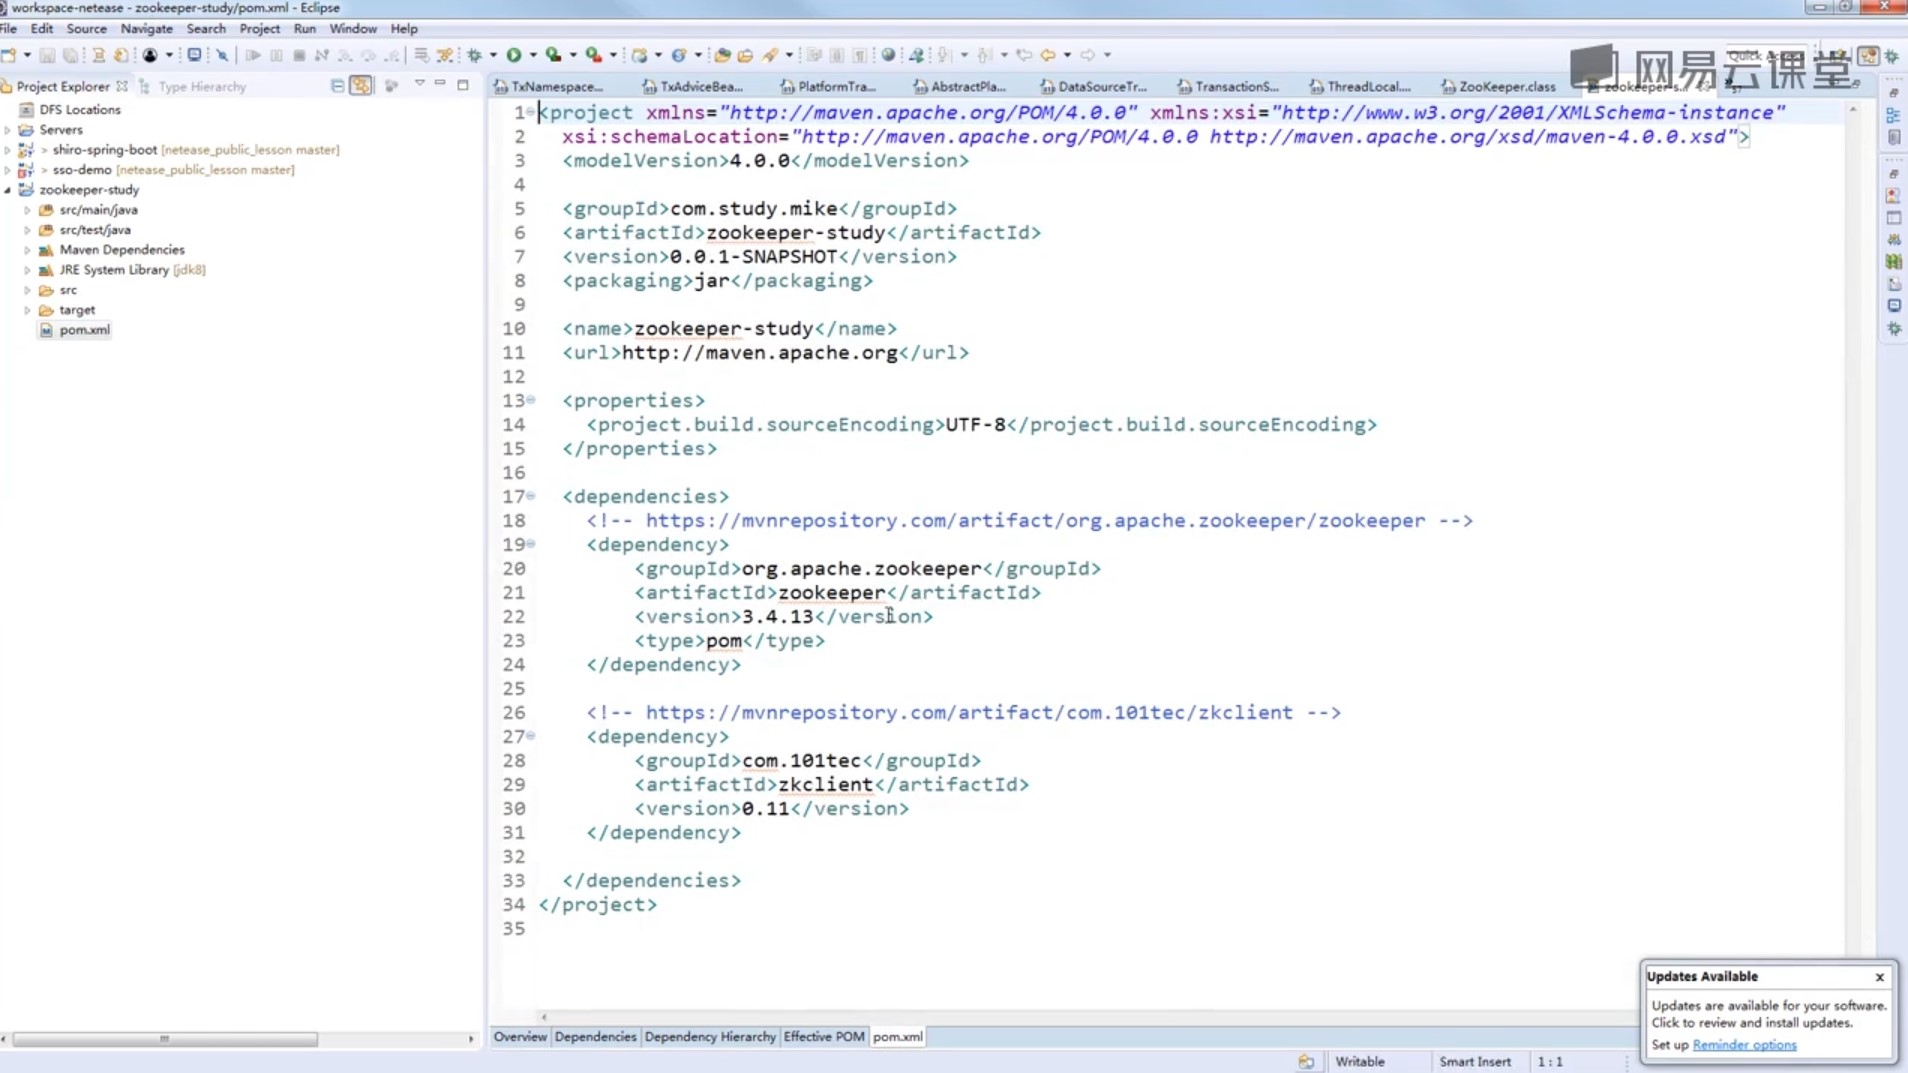 workspace-netease - zookeeper-study/pom.xml - Eclipse
File Edit Source Navigate Search Project Run Window Help
Quick Access
网易云课堂
Project Explorer Type Hierarchy
DFS Locations
Servers
> shiro-spring-boot [netease_public_lesson master]
> sso-demo [netease_public_lesson master]
zookeeper-study
src/main/java
src/test/java
Maven Dependencies
JRE System Library [jdk8]
src
target
pom.xml
TxNamespace... TxAdviceBea... PlatformTra... AbstractPla... DataSourceTr... TransactionS... ThreadLocal.... ZooKeeper.class zookeeper-s...
1 <project xmlns="http://maven.apache.org/POM/4.0.0" xmlns:xsi="http://www.w3.org/2001/XMLSchema-instance"
2 xsi:schemaLocation="http://maven.apache.org/POM/4.0.0 http://maven.apache.org/xsd/maven-4.0.0.xsd">
3 <modelVersion>4.0.0</modelVersion>
4
5 <groupId>com.study.mike</groupId>
6 <artifactId>zookeeper-study</artifactId>
7 <version>0.0.1-SNAPSHOT</version>
8 <packaging>jar</packaging>
9
10 <name>zookeeper-study</name>
11 <url>http://maven.apache.org</url>
12
13 <properties>
14 <project.build.sourceEncoding>UTF-8</project.build.sourceEncoding>
15 </properties>
16
17 <dependencies>
18 <!-- https://mvnrepository.com/artifact/org.apache.zookeeper/zookeeper -->
19 <dependency>
20 <groupId>org.apache.zookeeper</groupId>
21 <artifactId>zookeeper</artifactId>
22 <version>3.4.13</version>
23 <type>pom</type>
24 </dependency>
25
26 <!-- https://mvnrepository.com/artifact/com.101tec/zkclient -->
27 <dependency>
28 <groupId>com.101tec</groupId>
29 <artifactId>zkclient</artifactId>
30 <version>0.11</version>
31 </dependency>
32
33 </dependencies>
34 </project>
35
Overview Dependencies Dependency Hierarchy Effective POM pom.xml
Updates Available x
Updates are available for your software.
Click to review and install updates.
Set up Reminder options
Writable Smart Insert 1 : 1